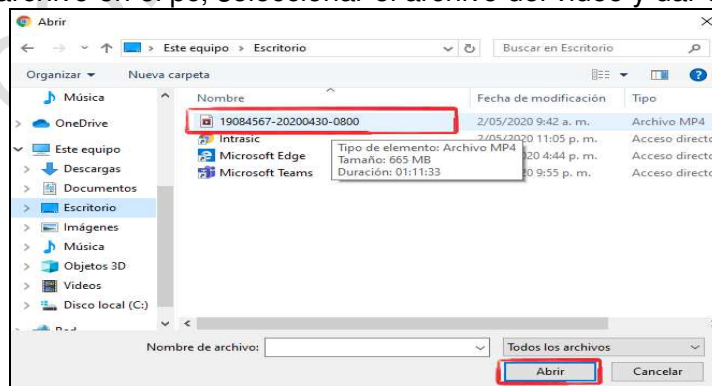 archivo en el pc, seleccionar el archivo del video y dar
Abrir
Este equipo > Escritorio
Buscar en Escritorio
Organizar Nueva carpeta
Nombre Fecha de modificación Tipo
Música
OneDrive
Este equipo
Descargas
Documentos
Escritorio
Imágenes
Música
Objetos 3D
Videos
Disco local (C:)
19084567-20200430-0800 2/05/2020 9:42 a. m. Archivo MP4
Intrasic 2/05/2020 11:05 p. m. Acceso directo
Microsoft Edge 20 4:44 p. m. Acceso directo
Microsoft Teams 20 9:55 p. m. Acceso directo
Tipo de elemento: Archivo MP4
Tamaño: 665 MB
Duración: 01:11:33
Nombre de archivo:
Todos los archivos
Abrir Cancelar